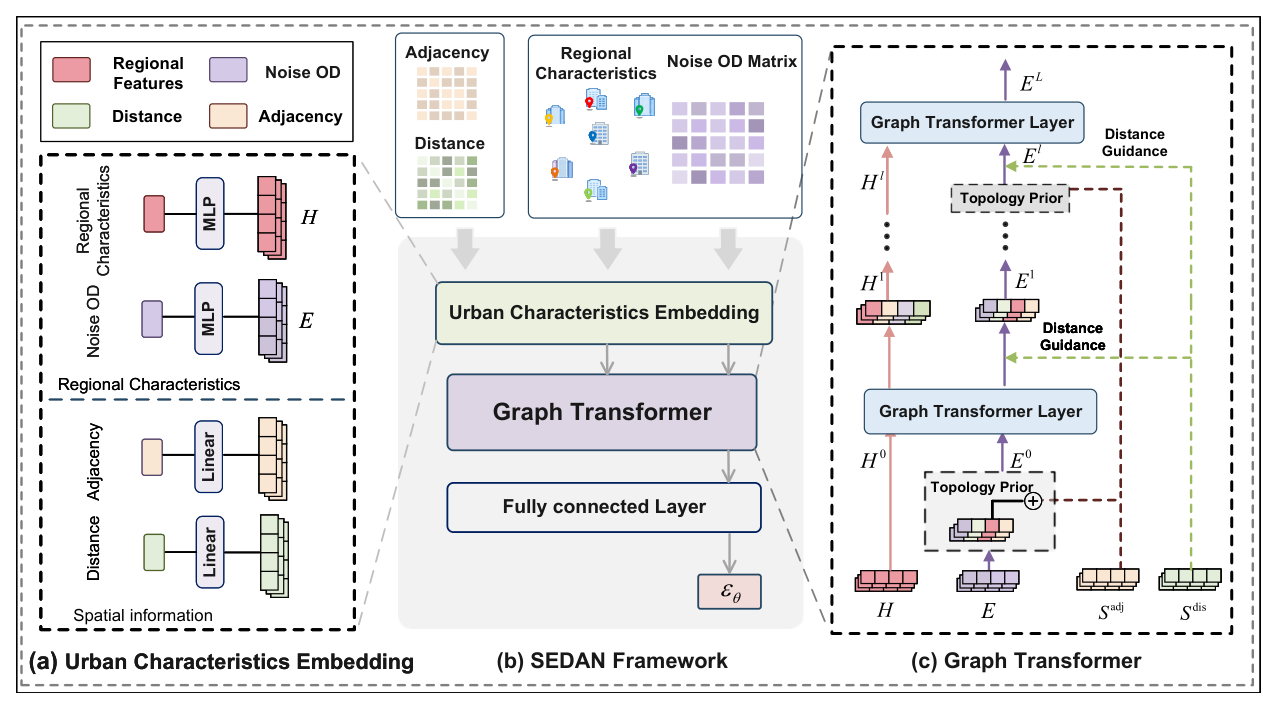 Regional
Features
Noise OD
Distance
Adjacency
Regional
Characteristics
MLP
H
Noise OD
MLP
E
Regional Characteristics
Adjacency
Linear
Distance
Linear
Spatial information
(a) Urban Characteristics Embedding
Adjacency
Distance
Regional
Characteristics
Noise OD Matrix
Urban Characteristics Embedding
Graph Transformer
Fully connected Layer
εθ
(b) SEDAN Framework
E^L
Graph Transformer Layer
Distance
Guidance
H^l
E^l
Topology Prior
H^1
E^1
Distance
Guidance
Graph Transformer Layer
H^0
E^0
Topology Prior
H
E
S^adj
S^dis
(c) Graph Transformer